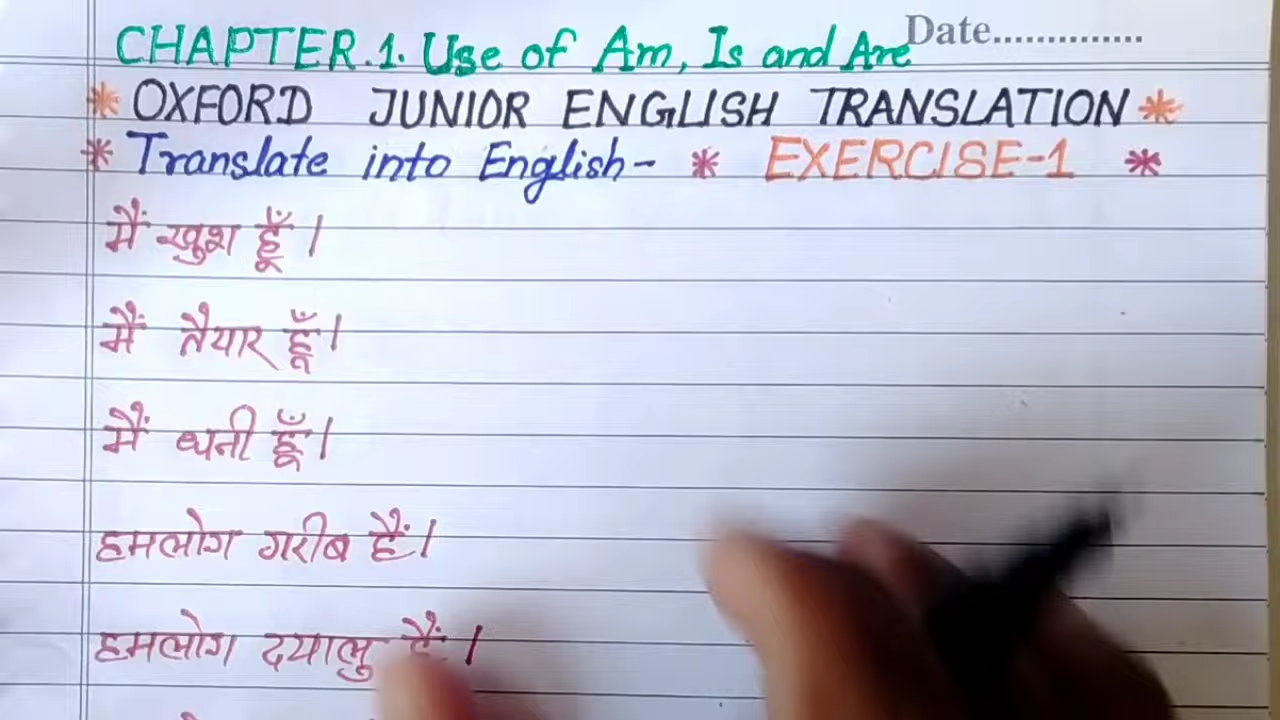 Date..............
CHAPTER.1. Use of Am, Is and Are
* OXFORD JUNIOR ENGLISH TRANSLATION *
* Translate into English- * EXERCISE-1 *
मैं खुश हूँ।
मैं तैयार हूँ।
मैं धनी हूँ।
हमलोग गरीब हैं।
हमलोग दयालु हैं।